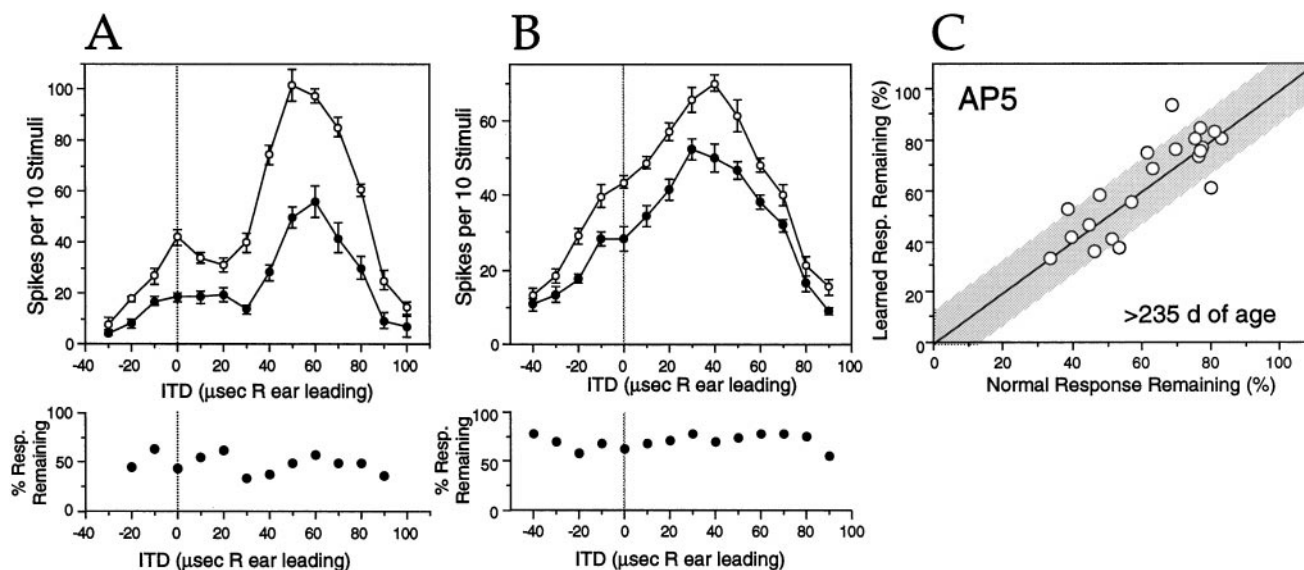 A
B
C
Spikes per 10 Stimuli
100
80
60
40
20
0
-40 -20 0 20 40 60 80 100
ITD (μsec R ear leading)
% Resp. Remaining
100
50
0
-40 -20 0 20 40 60 80 100
ITD (μsec R ear leading)
Spikes per 10 Stimuli
60
40
20
0
-40 -20 0 20 40 60 80 100
ITD (μsec R ear leading)
% Resp. Remaining
100
50
0
-40 -20 0 20 40 60 80 100
ITD (μsec R ear leading)
Learned Resp. Remaining (%)
100
80
60
40
20
0
AP5
>235 d of age
0 20 40 60 80 100
Normal Response Remaining (%)